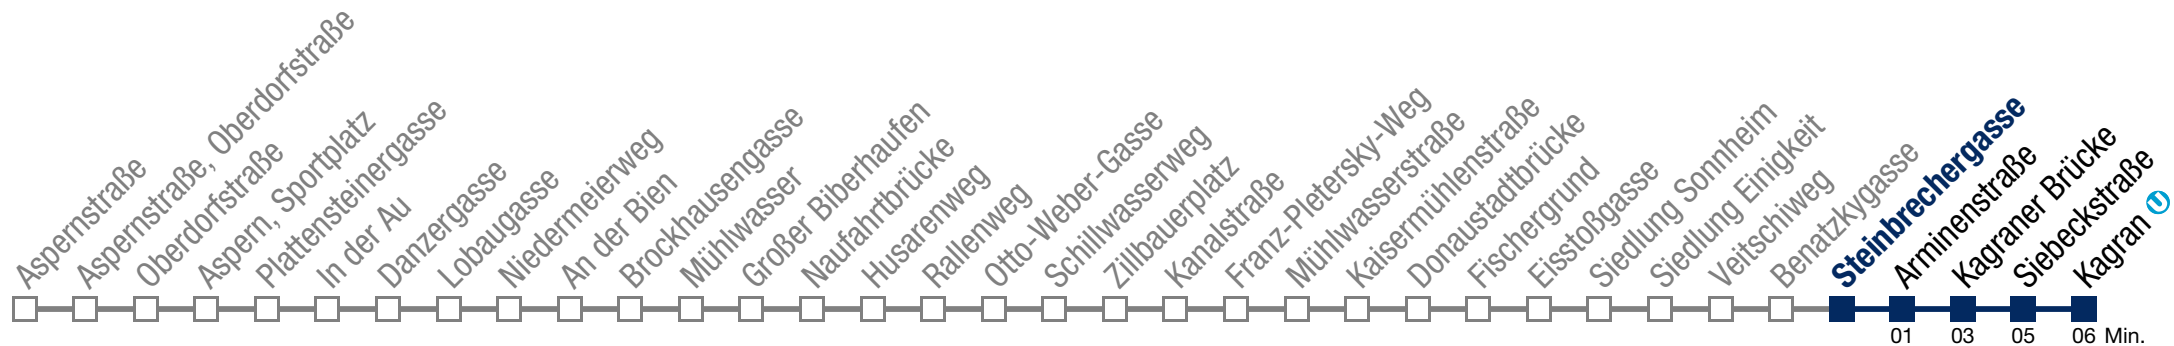 Aspernstraße
Aspernstraße, Oberdorfstraße
Oberdorfstraße
Aspern, Sportplatz
Plattensteinergasse
In der Au
Danzergasse
Lobaugasse
Niedermeierweg
An der Bien
Brockhausengasse
Mühlwasser
Großer Biberhaufen
Naufahrtbrücke
Husarenweg
Rallenweg
Otto-Weber-Gasse
Schillwasserweg
Zillbauerplatz
Kanalstraße
Franz-Pletersky-Weg
Mühlwasserstraße
Kaisermühlenstraße
Donaustadtbrücke
Fischergrund
Eisstoßgasse
Siedlung Sonnheim
Siedlung Einigkeit
Veitschiweg
Benatzkygasse
Steinbrechergasse
Arminenstraße
Kagraner Brücke
Siebeckstraße
Kagran U
01 03 05 06 Min.